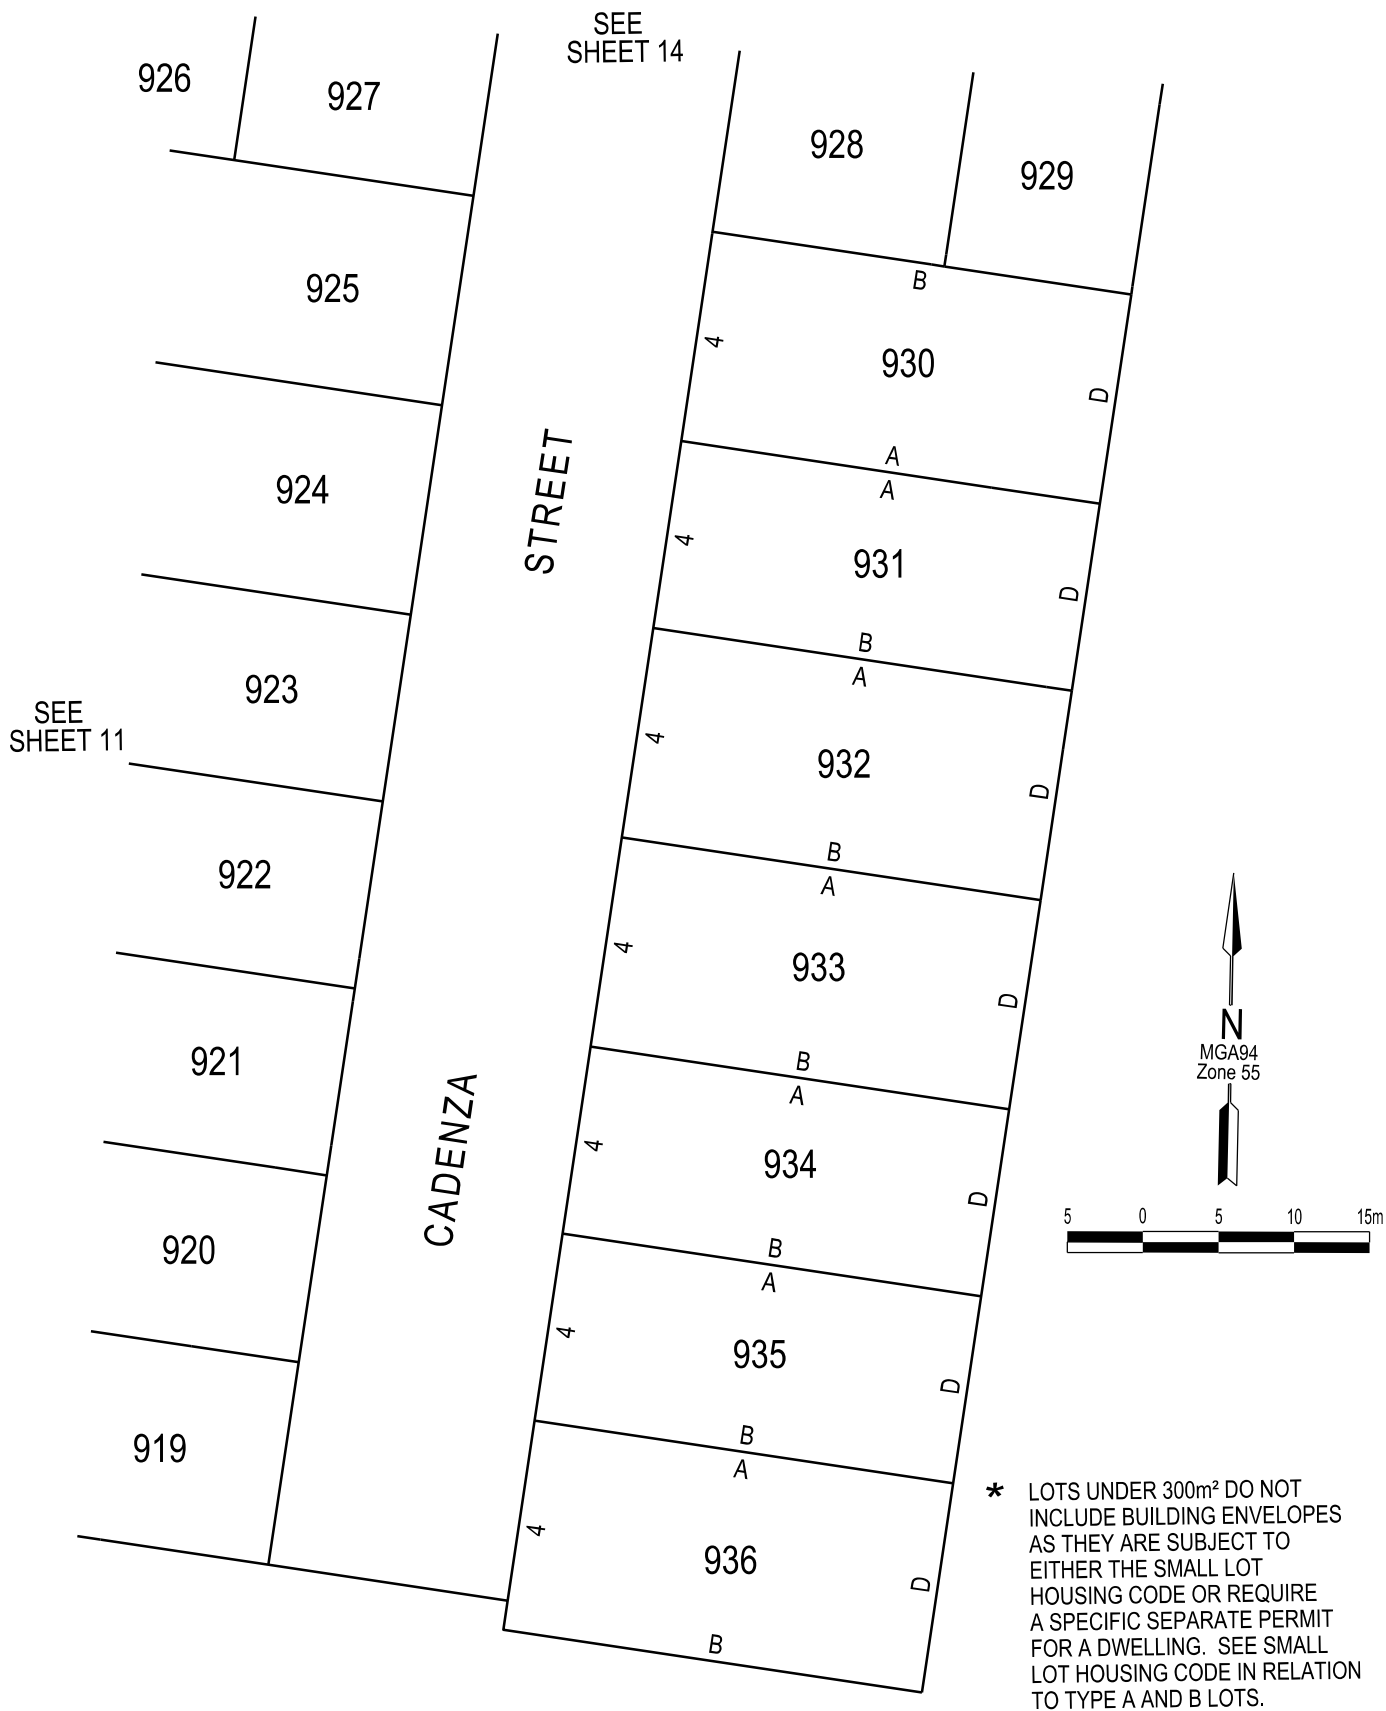 SEE
SHEET 14
926
927
928
929
925
B
4
930
D
924
A
A
STREET
4
931
D
923
B
A
SEE
SHEET 11
4
932
D
922
B
A
4
933
D
921
B
A
CADENZA
4
934
D
920
B
A
4
935
D
919
B
A
4
936
D
B
N
MGA94
Zone 55
5 0 5 10 15m
* LOTS UNDER 300m² DO NOT
INCLUDE BUILDING ENVELOPES
AS THEY ARE SUBJECT TO
EITHER THE SMALL LOT
HOUSING CODE OR REQUIRE
A SPECIFIC SEPARATE PERMIT
FOR A DWELLING. SEE SMALL
LOT HOUSING CODE IN RELATION
TO TYPE A AND B LOTS.